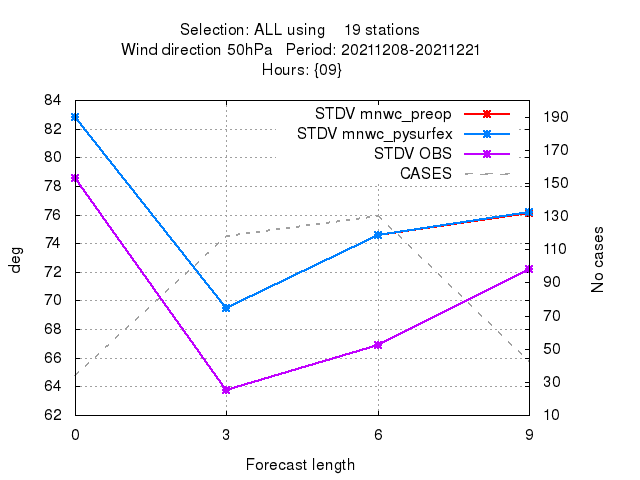 Selection: ALL using 19 stations
Wind direction 50hPa Period: 20211208-20211221
Hours: {09}
STDV mnwc_preop
STDV mnwc_pysurfex
STDV OBS
CASES
84
82
80
78
76
74
72
70
68
66
64
62
190
170
150
130
110
90
70
50
30
10
deg
No cases
0 3 6 9
Forecast length